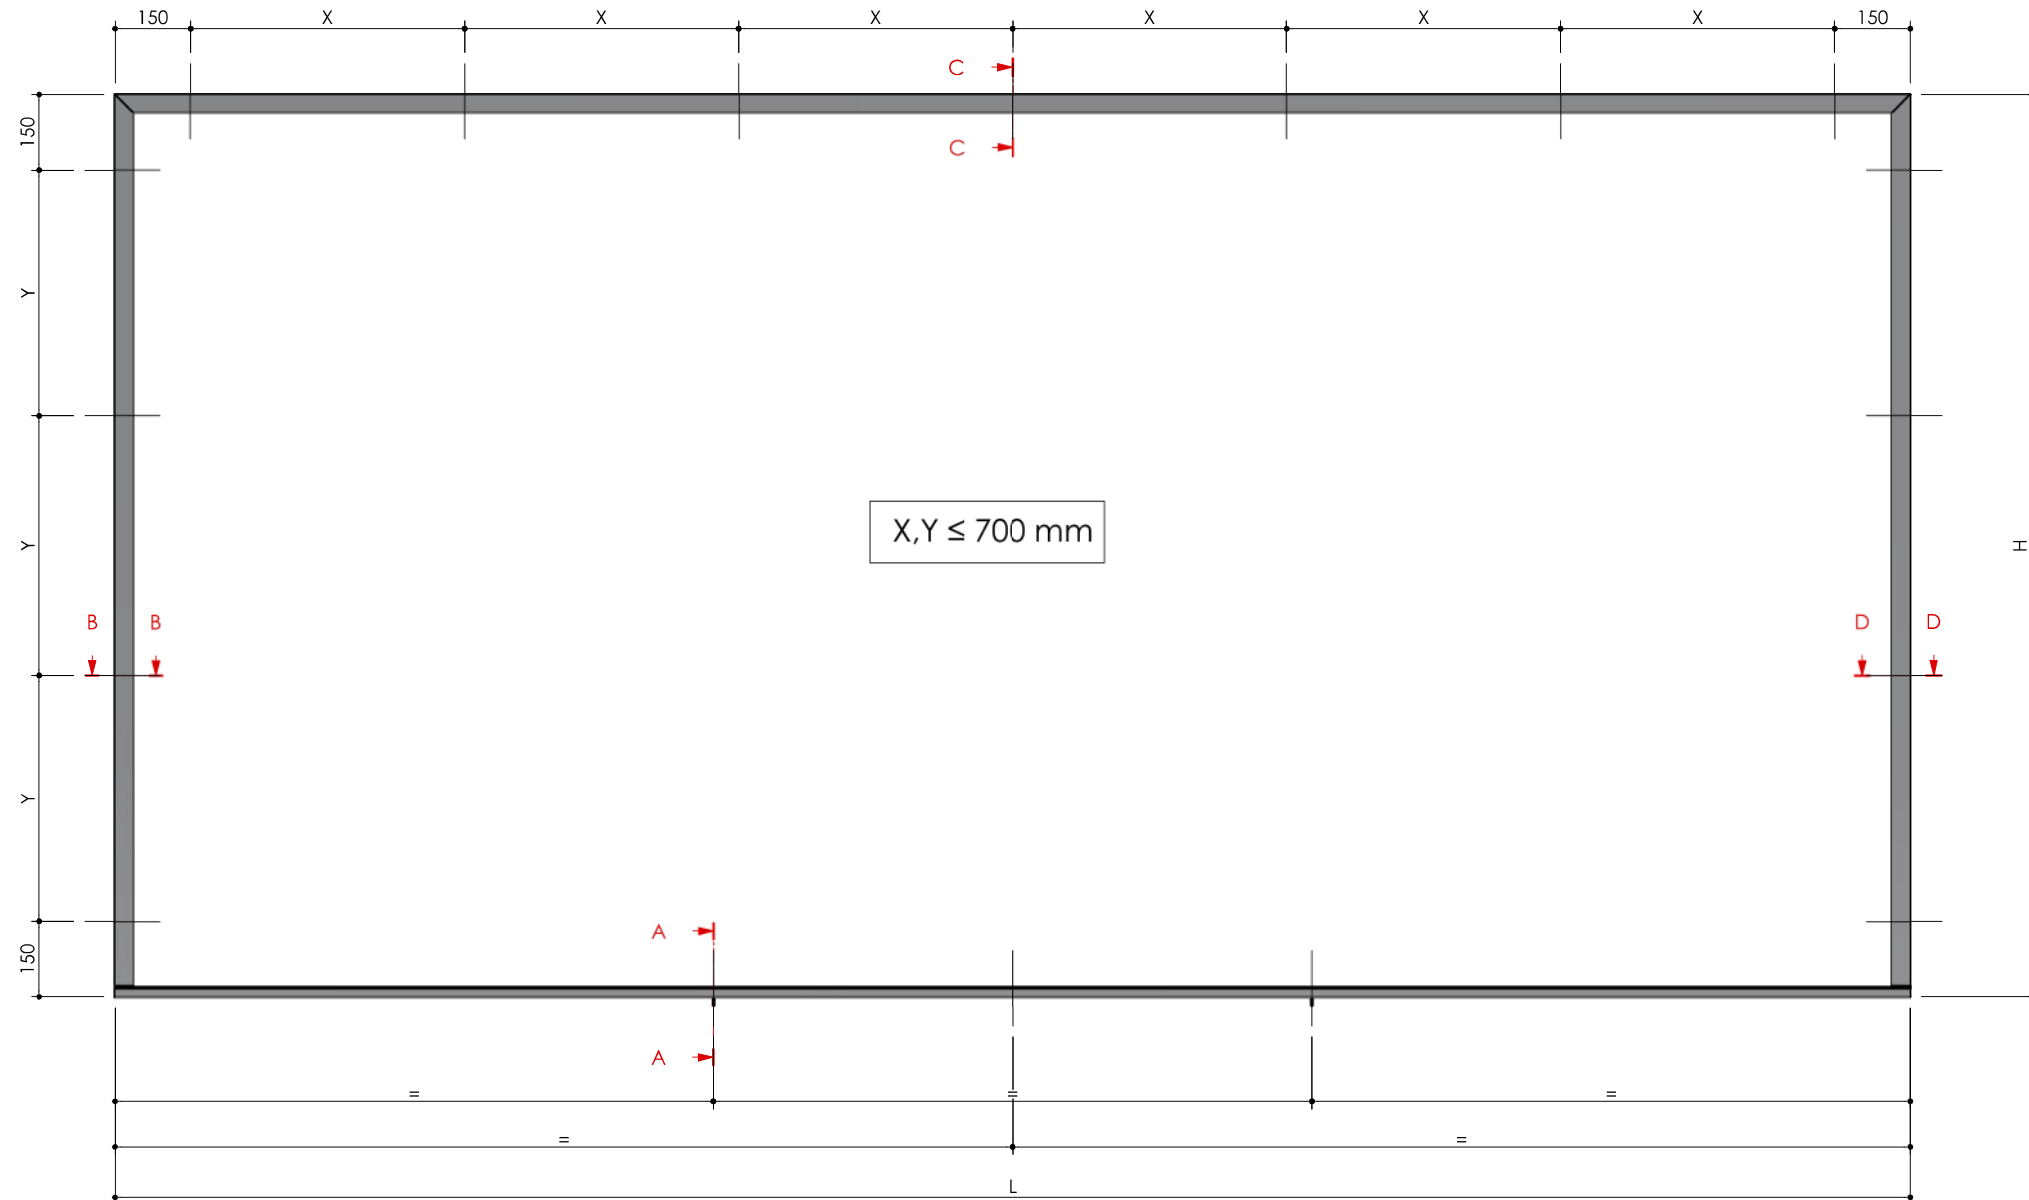 150 X X X X X X 150
C
C
150
Y
Y
Y
150
X,Y ≤ 700 mm
H
B B
D D
A
A
= = =
= =
L